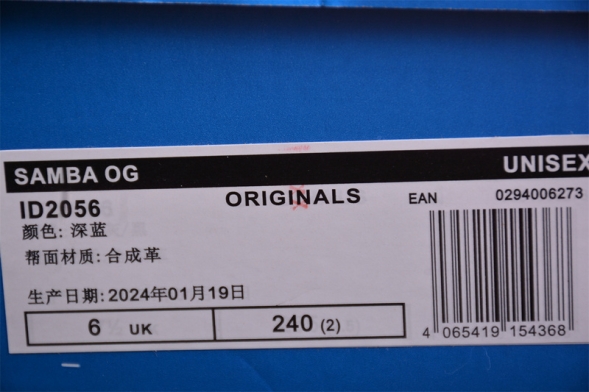 SAMBA OG UNISEX
ID2056 ORIGINALS EAN 0294006273
颜色: 深蓝
帮面材质: 合成革
生产日期: 2024年01月19日
6 UK 240 (2)
4 065419 154368